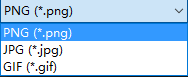 PNG (*.png)
PNG (*.png)
JPG (*.jpg)
GIF (*.gif)